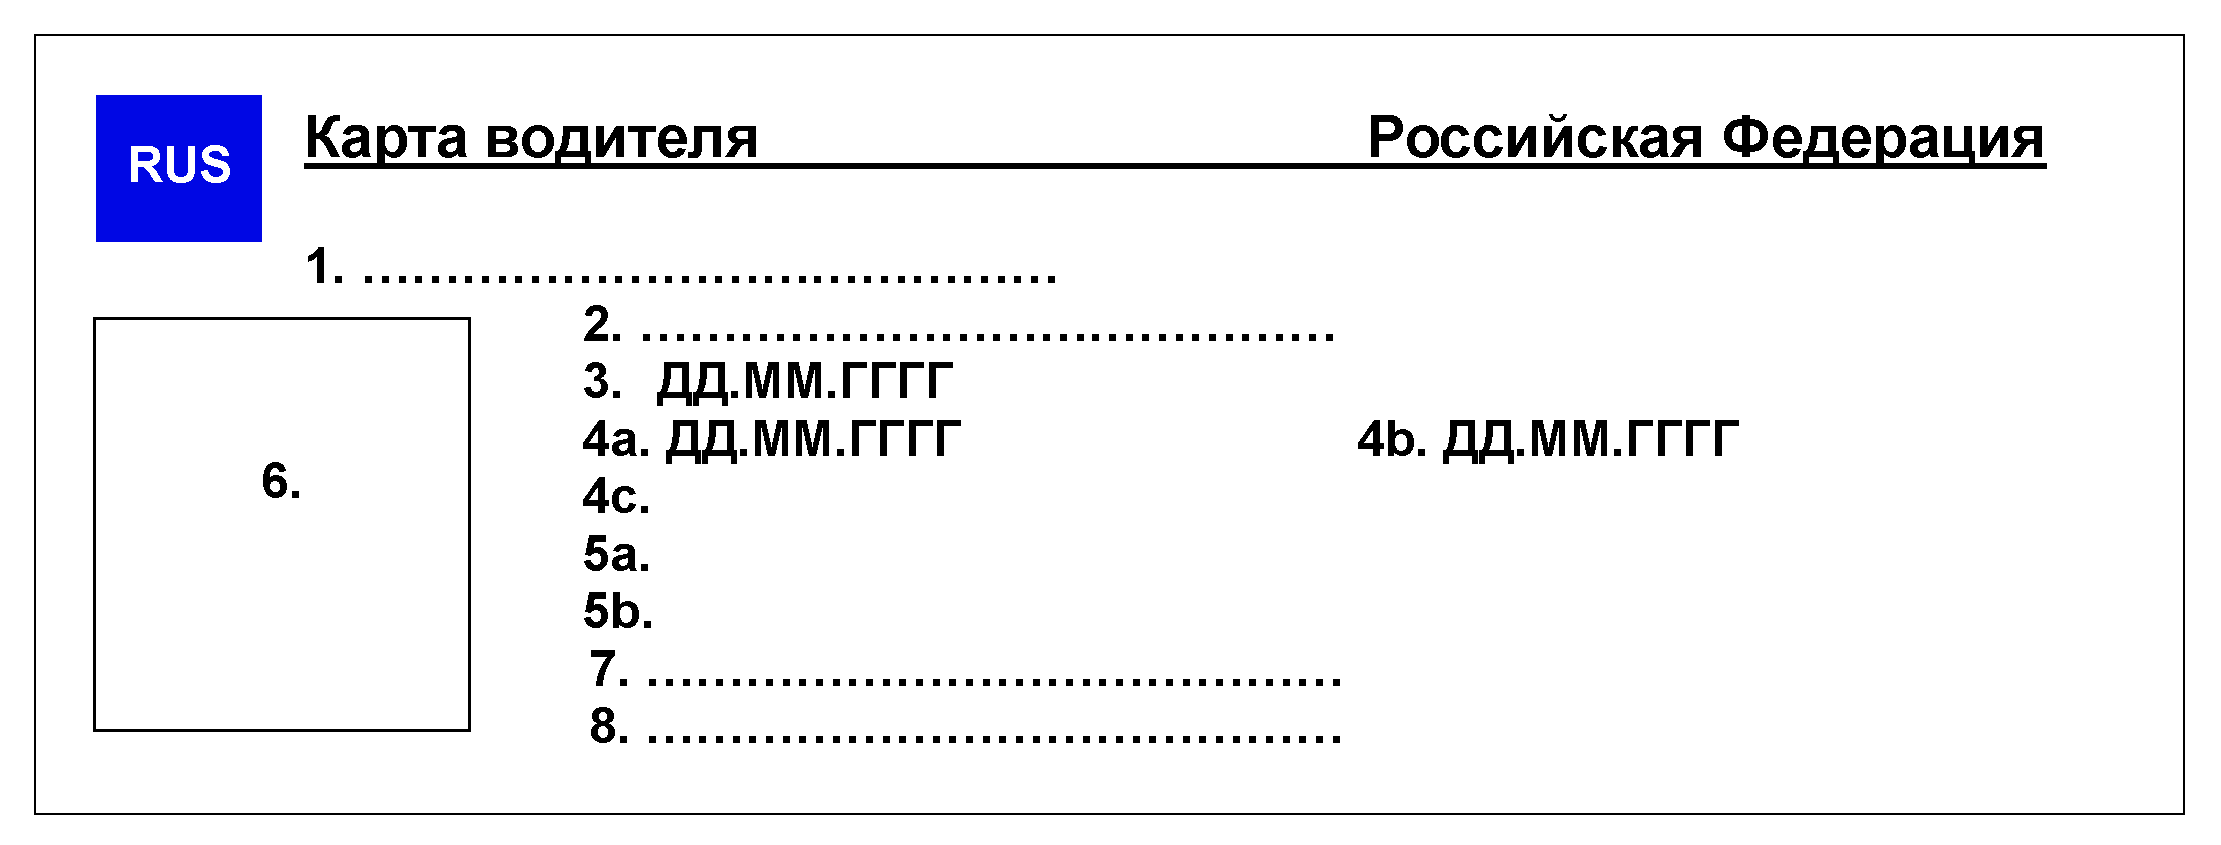 RUS
Карта водителя Российская Федерация
1. ………………………………………
2. ………………………………………
3. ДД.ММ.ГГГГ
4a. ДД.ММ.ГГГГ 4b. ДД.ММ.ГГГГ
4c.
6.
5a.
5b.
7. ………………………………………
8. ………………………………………